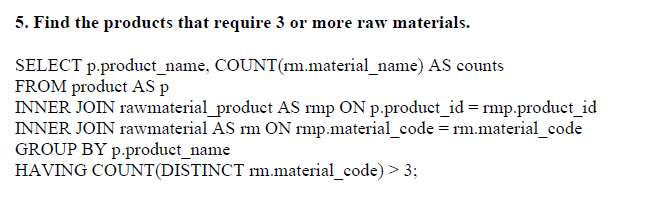 5. Find the products that require 3 or more raw materials.
SELECT p.product_name, COUNT(rm.material_name) AS counts
FROM product AS p
INNER JOIN rawmaterial_product AS rmp ON p.product_id = rmp.product_id
INNER JOIN rawmaterial AS rm ON rmp.material_code = rm.material_code
GROUP BY p.product_name
HAVING COUNT(DISTINCT rm.material_code) > 3;